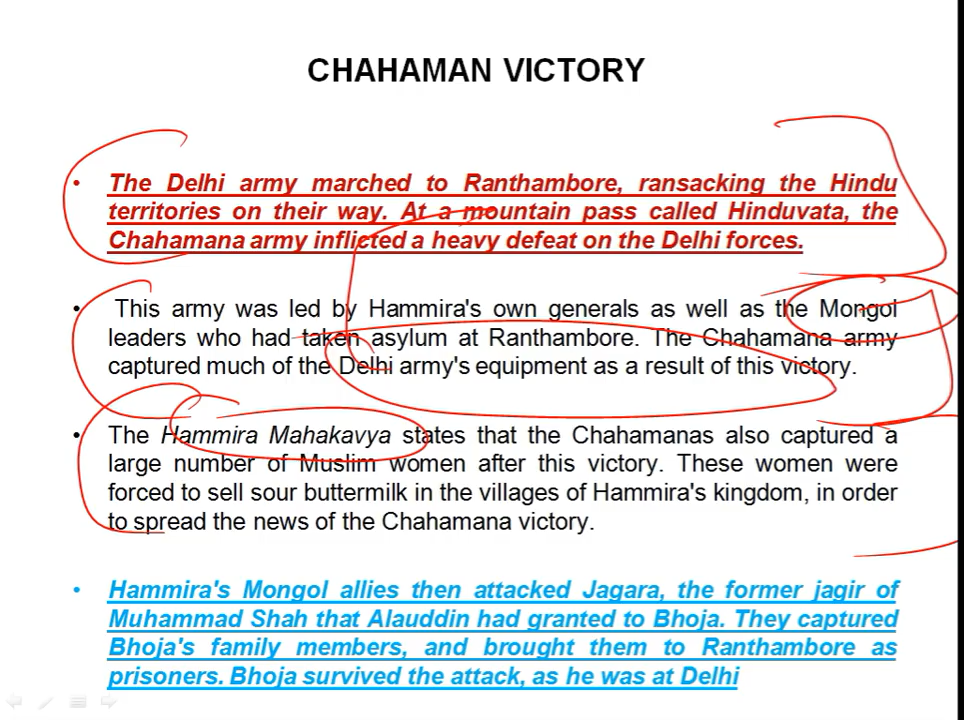 CHAHAMAN VICTORY
• The Delhi army marched to Ranthambore, ransacking the Hindu
territories on their way. At a mountain pass called Hinduvata, the
Chahamana army inflicted a heavy defeat on the Delhi forces.
• This army was led by Hammira's own generals as well as the Mongol
leaders who had taken asylum at Ranthambore. The Chahamana army
captured much of the Delhi army's equipment as a result of this victory.
• The Hammira Mahakavya states that the Chahamanas also captured a
large number of Muslim women after this victory. These women were
forced to sell sour buttermilk in the villages of Hammira's kingdom, in order
to spread the news of the Chahamana victory.
• Hammira's Mongol allies then attacked Jagara, the former jagir of
Muhammad Shah that Alauddin had granted to Bhoja. They captured
Bhoja's family members, and brought them to Ranthambore as
prisoners. Bhoja survived the attack, as he was at Delhi